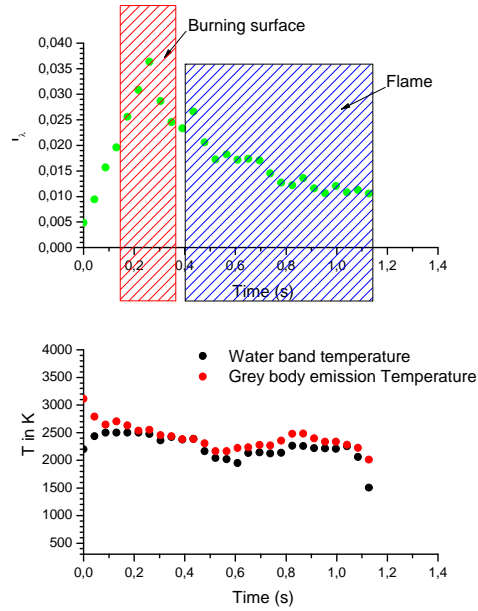 Burning surface
Flame
0,040
0,035
0,030
0,025
0,020
0,015
0,010
0,005
0,000
λ
0,0 0,2 0,4 0,6 0,8 1,0 1,2 1,4
Time (s)
Water band temperature
Grey body emission Temperature
4000
3500
3000
2500
2000
1500
1000
500
T in K
0,0 0,2 0,4 0,6 0,8 1,0 1,2 1,4
Time (s)